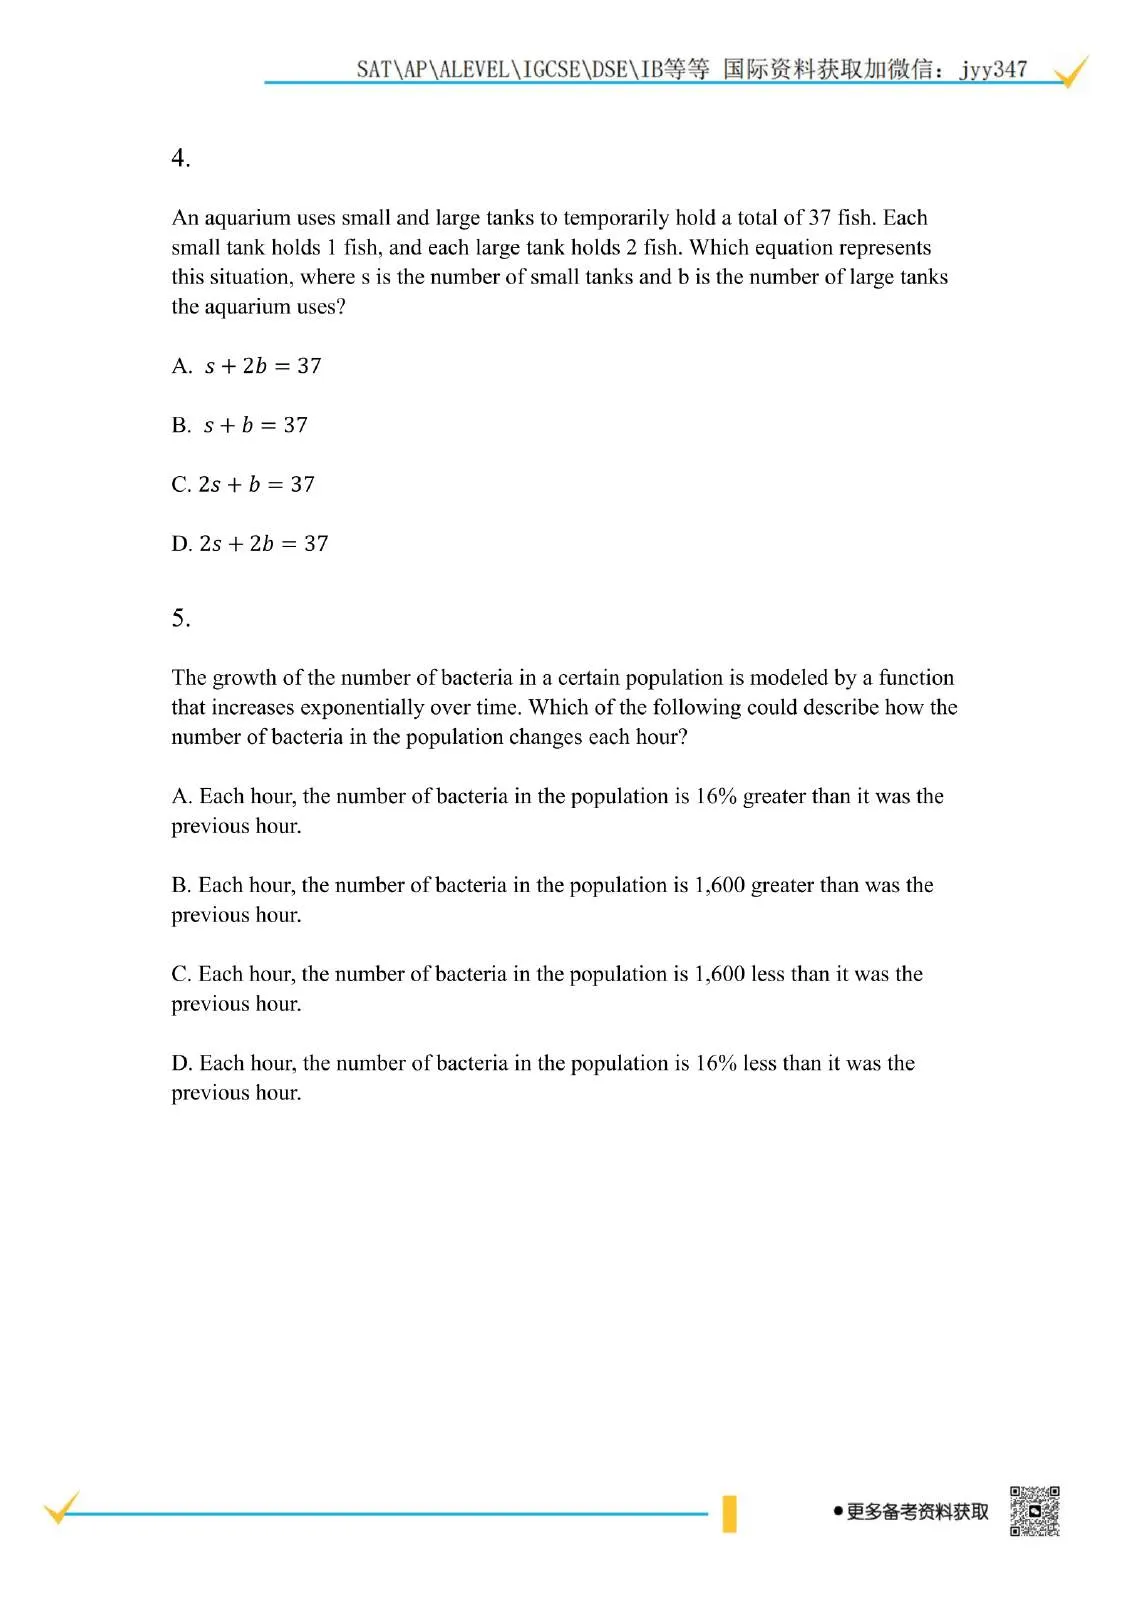 SAT\AP\ALEVEL\IGCSE\DSE\IB等等 国际资料获取加微信：jyy347
4.
An aquarium uses small and large tanks to temporarily hold a total of 37 fish. Each
small tank holds 1 fish, and each large tank holds 2 fish. Which equation represents
this situation, where s is the number of small tanks and b is the number of large tanks
the aquarium uses?
A. s + 2b = 37
B. s + b = 37
C. 2s + b = 37
D. 2s + 2b = 37
5.
The growth of the number of bacteria in a certain population is modeled by a function
that increases exponentially over time. Which of the following could describe how the
number of bacteria in the population changes each hour?
A. Each hour, the number of bacteria in the population is 16% greater than it was the
previous hour.
B. Each hour, the number of bacteria in the population is 1,600 greater than was the
previous hour.
C. Each hour, the number of bacteria in the population is 1,600 less than it was the
previous hour.
D. Each hour, the number of bacteria in the population is 16% less than it was the
previous hour.
●更多备考资料获取